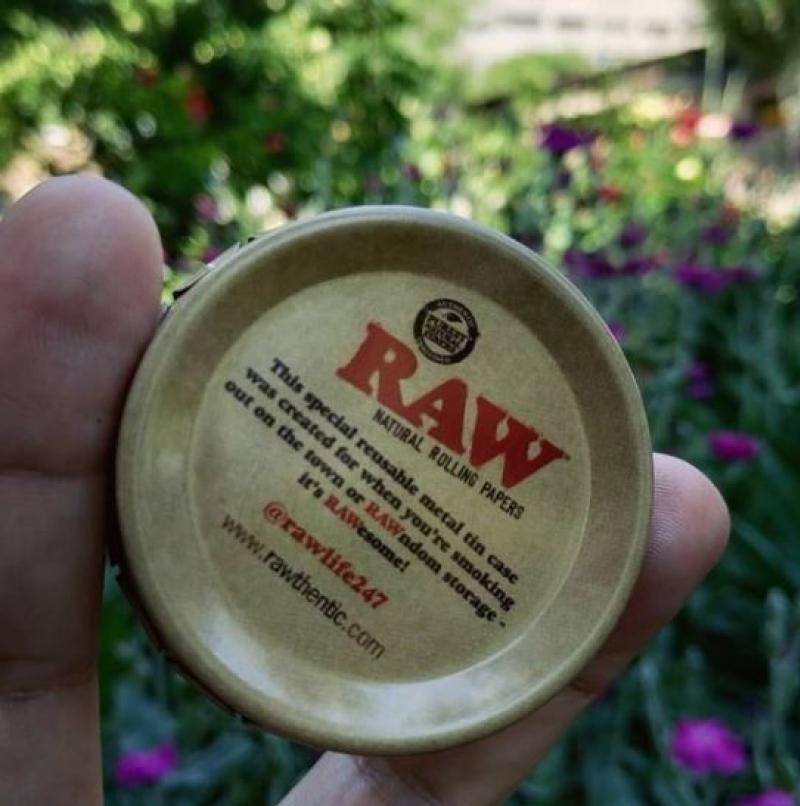 AUTHENTIC
RAW
NATURAL ROLLING PAPERS
This special reusable metal tin case
was created for when you're smoking
out on the town or RAWndom storage -
it's RAWesome!
@rawlife247
www.rawthentic.com